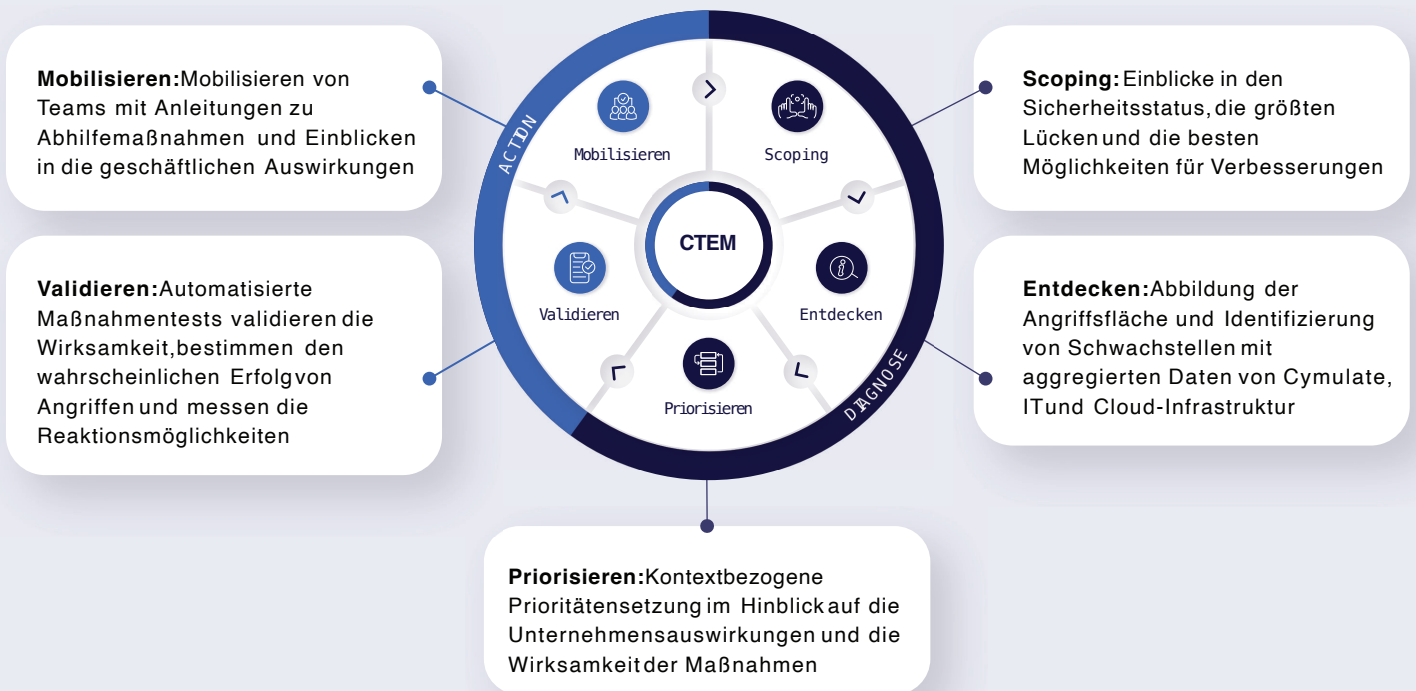 Mobilisieren:Mobilisieren von
Teams mit Anleitungen zu
Abhilfemaßnahmen und Einblicken
in die geschäftlichen Auswirkungen
Validieren:Automatisierte
Maßnahmentests validieren die
Wirksamkeit,bestimmen den
wahrscheinlichen Erfolgvon
Angriffen und messen die
Reaktionsmöglichkeiten
ACTION
Mobilisieren
Scoping
CTEM
Validieren
Entdecken
Priorisieren
DIAGNOSE
Scoping:Einblicke in den
Sicherheitsstatus,die größten
Lücken und die besten
Möglichkeiten für Verbesserungen
Entdecken:Abbildung der
Angriffsfläche und Identifizierung
von Schwachstellen mit
aggregierten Daten von Cymulate,
ITund Cloud-Infrastruktur
Priorisieren:Kontextbezogene
Prioritätensetzung im Hinblick auf die
Unternehmensauswirkungen und die
Wirksamkeit der Maßnahmen